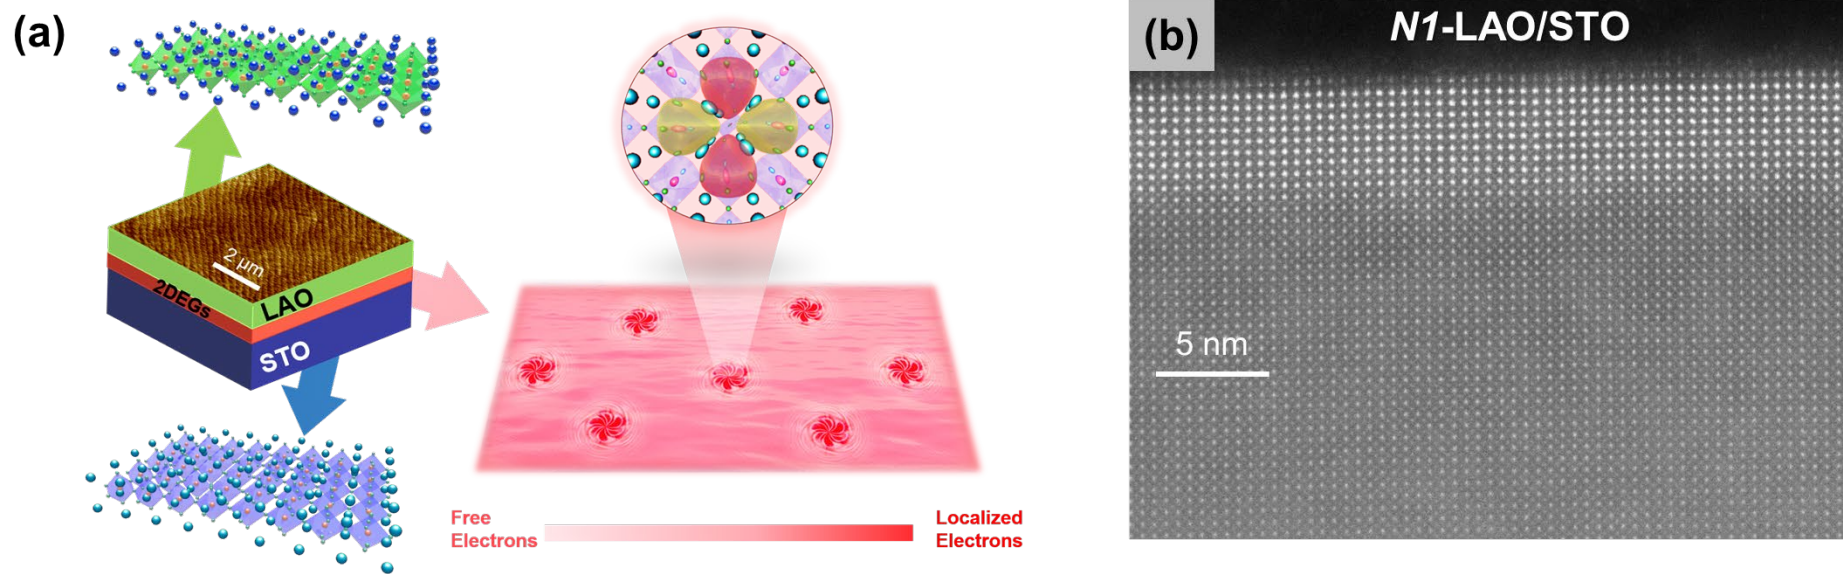 (a)
2 μm
2DEGs
LAO
STO
Free
Electrons
Localized
Electrons
(b)
N1-LAO/STO
5 nm